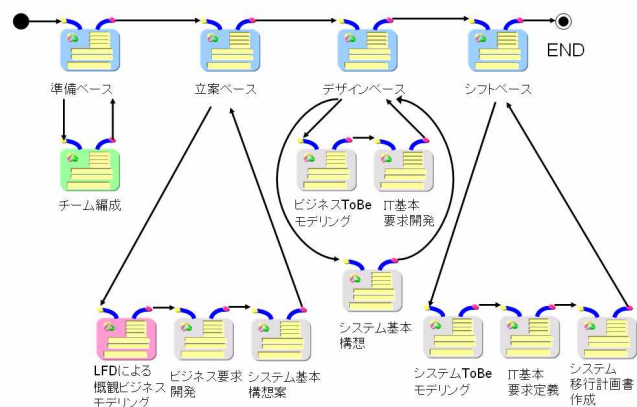 END
準備ベース
立案ベース
デザインベース
シフトベース
チーム編成
ビジネスToBe
モデリング
IT基本
要求開発
システム基本
構想
LFDによる
概観ビジネス
モデリング
ビジネス要求
開発
システム基本
構想案
システムToBe
モデリング
IT基本
要求定義
システム
移行計画書
作成